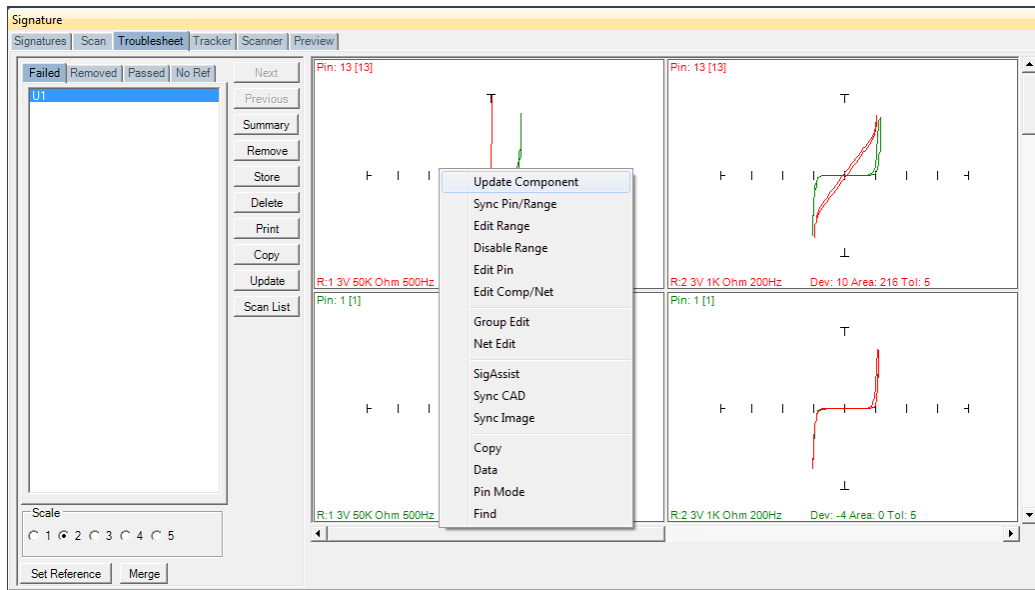 Signature
Signatures Scan Troublesheet Tracker Scanner Preview
Failed Removed Passed No Ref
U1
Next
Previous
Summary
Remove
Store
Delete
Print
Copy
Update
Scan List
Scale
1 2 3 4 5
Set Reference Merge
Pin: 13 [13]
R:1 3V 50K Ohm 500Hz
Pin: 13 [13]
R:2 3V 1K Ohm 200Hz Dev: 10 Area: 216 Tol: 5
Pin: 1 [1]
R:1 3V 50K Ohm 500Hz
Pin: 1 [1]
R:2 3V 1K Ohm 200Hz Dev: -4 Area: 0 Tol: 5
Update Component
Sync Pin/Range
Edit Range
Disable Range
Edit Pin
Edit Comp/Net
Group Edit
Net Edit
SigAssist
Sync CAD
Sync Image
Copy
Data
Pin Mode
Find